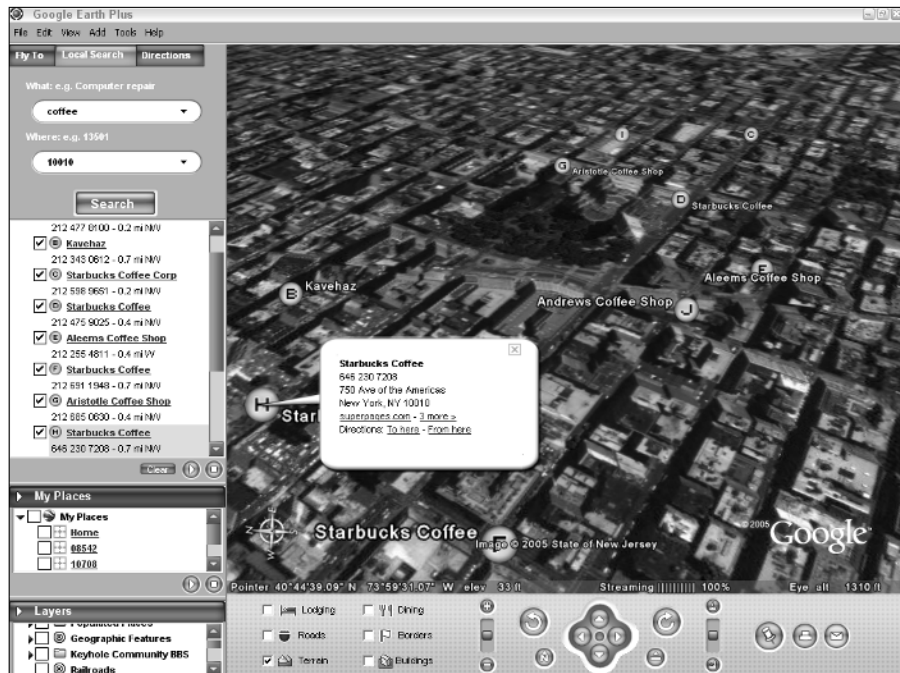 Google Earth Plus
File Edit View Add Tools Help
Fly To Local Search Directions
What: e.g. Computer repair
coffee
Where: e.g. 13501
10010
Search
212 477 8100 - 0.2 mi NW
B Kavehaz
212 343 0612 - 0.7 mi NW
C Starbucks Coffee Corp
212 598 9651 - 0.2 mi NW
D Starbucks Coffee
212 475 9025 - 0.4 mi NW
E Aleems Coffee Shop
212 255 4811 - 0.4 mi W
F Starbucks Coffee
212 691 1948 - 0.7 mi NW
G Aristotle Coffee Shop
212 685 0630 - 0.4 mi NW
H Starbucks Coffee
646 230 7208 - 0.7 mi NW
Clear
My Places
My Places
Home
08542
10708
Layers
Populated Places
Geographic Features
Keyhole Community BBS
Railroads
I
C
G
Aristotle Coffee Shop
D
Starbucks Coffee
E
Aleems Coffee Shop
B
Kavehaz
Andrews Coffee Shop
J
Starbucks Coffee
646 230 7208
750 Ave of the Americas
New York, NY 10010
superpages.com - 3 more »
Directions: To here - From here
H
Star
N
Starbucks Coffee
F
Image © 2005 State of New Jersey
©2005
Google
Pointer 40°44'39.09" N 73°59'31.07" W elev 33 ft Streaming |||||||||| 100% Eye alt 1310 ft
Lodging Dining
Roads Borders
Terrain Buildings
N